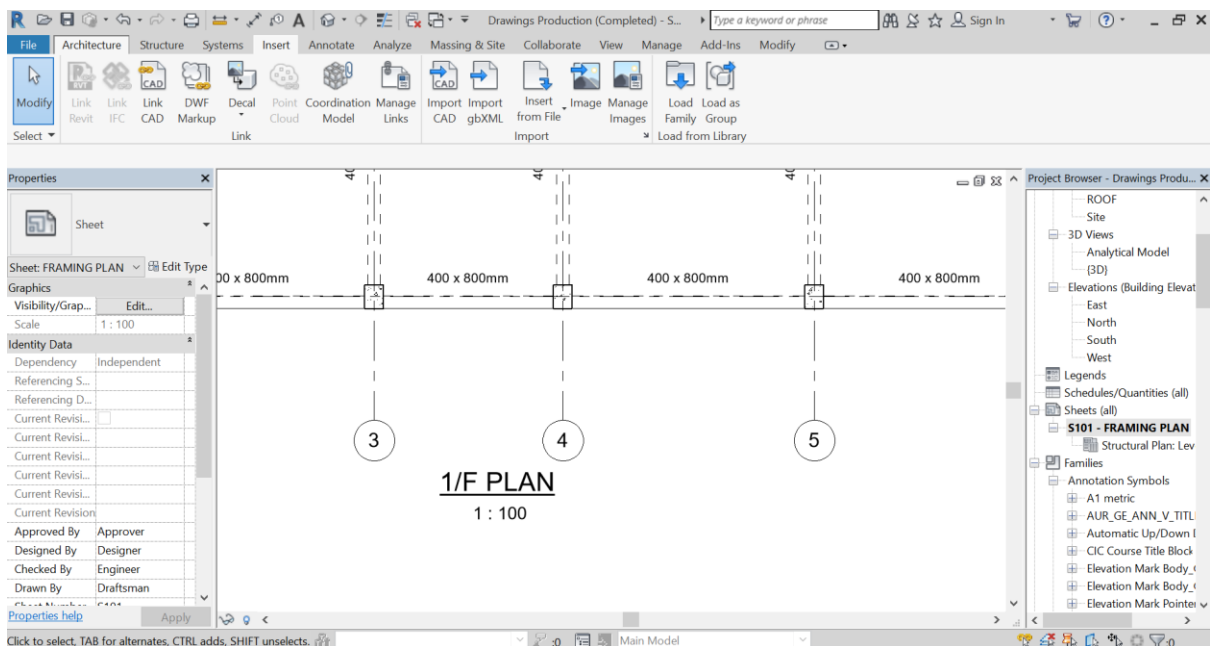 Drawings Production (Completed) - S...
Type a keyword or phrase
Sign In
File Architecture Structure Systems Insert Annotate Analyze Massing & Site Collaborate View Manage Add-Ins Modify
Modify
Link Revit
Link IFC
Link CAD
DWF Markup
Decal
Point Cloud
Coordination Model
Manage Links
Import CAD
Import gbXML
Insert from File
Image
Manage Images
Load Family
Load as Group
Select
Link
Import
Load from Library
Properties
Sheet
Sheet: FRAMING PLAN
Edit Type
Graphics
Visibility/Grap... Edit...
Scale 1 : 100
Identity Data
Dependency Independent
Referencing S...
Referencing D...
Current Revisi...
Current Revisi...
Current Revisi...
Current Revisi...
Current Revisi...
Current Revision
Approved By Approver
Designed By Designer
Checked By Engineer
Drawn By Draftsman
Sheet Number S101
Properties help
Apply
40 40 40
00 x 800mm 400 x 800mm 400 x 800mm 400 x 800mm
3 4 5
1/F PLAN
1 : 100
Project Browser - Drawings Produ...
ROOF
Site
3D Views
Analytical Model
{3D}
Elevations (Building Elevat
East
North
South
West
Legends
Schedules/Quantities (all)
Sheets (all)
S101 - FRAMING PLAN
Structural Plan: Lev
Families
Annotation Symbols
A1 metric
AUR_GE_ANN_V_TITL
Automatic Up/Down
CIC Course Title Block
Elevation Mark Body_
Elevation Mark Body_
Elevation Mark Pointer
Click to select, TAB for alternates, CTRL adds, SHIFT unselects.
:0
Main Model
:0